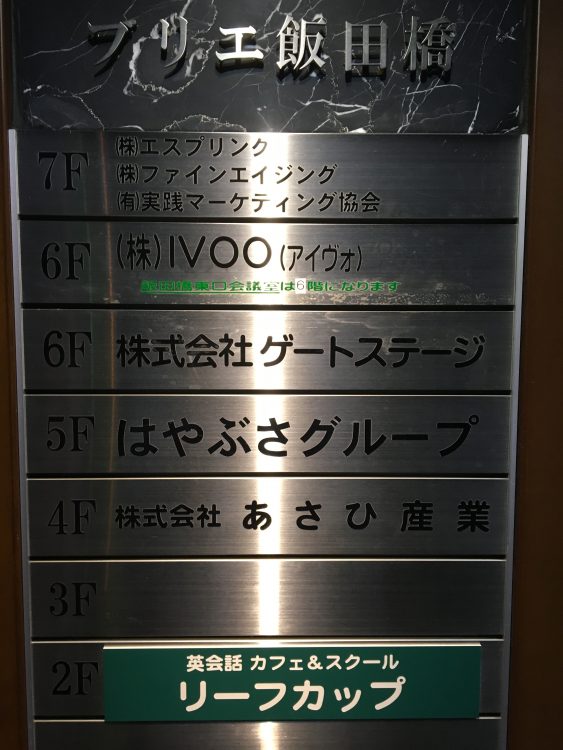 プリエ飯田橋
7F
(株)エスプリンク
(株)ファインエイジング
(有)実践マーケティング協会
6F (株)IVOO(アイヴォ)
飯田橋東口会議室は6階になります
6F 株式会社 ゲートステージ
5F はやぶさグループ
4F 株式会社 あさひ産業
3F
2F
英会話 カフェ&スクール
リーフカップ